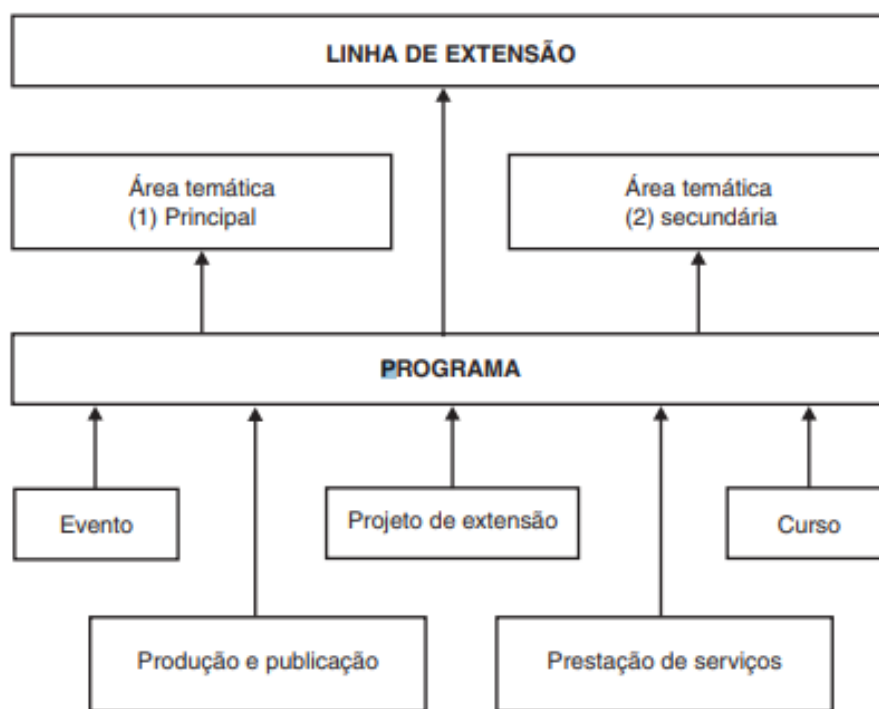 LINHA DE EXTENSÃO
Área temática
(1) Principal
Área temática
(2) secundária
PROGRAMA
Evento
Projeto de extensão
Curso
Produção e publicação
Prestação de serviços